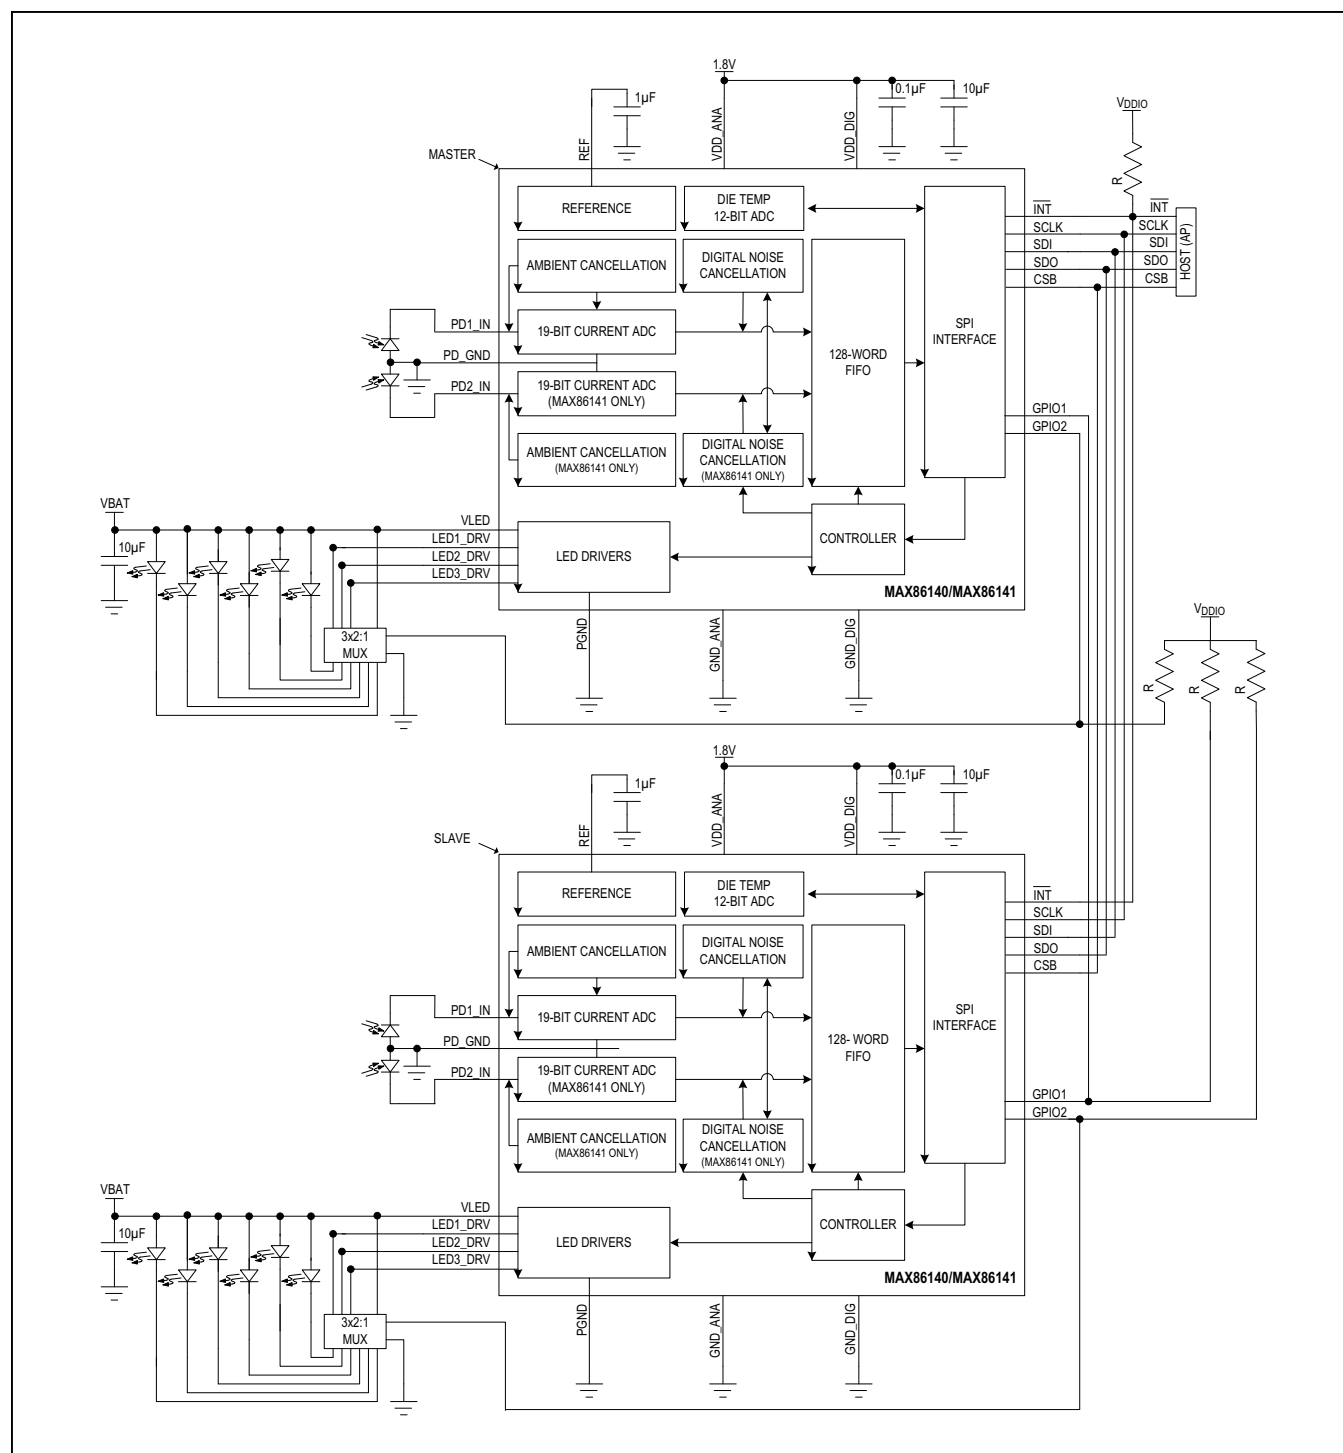 1.8V
1µF
0.1µF
10µF
VDDIO
REF
VDD_ANA
VDD_DIG
R
MASTER
REFERENCE
DIE TEMP
12-BIT ADC
INT
INT
SCLK
SCLK
SDI
SDI
SDO
SDO
CSB
CSB
HOST (AP)
AMBIENT CANCELLATION
DIGITAL NOISE
CANCELLATION
PD1_IN
19-BIT CURRENT ADC
SPI
INTERFACE
PD_GND
128-WORD
FIFO
PD2_IN
19-BIT CURRENT ADC
(MAX86141 ONLY)
GPIO1
GPIO2
AMBIENT CANCELLATION
(MAX86141 ONLY)
DIGITAL NOISE
CANCELLATION
(MAX86141 ONLY)
VBAT
10µF
VLED
LED1_DRV
LED2_DRV
LED3_DRV
LED DRIVERS
CONTROLLER
MAX86140/MAX86141
3x2:1
MUX
PGND
GND_ANA
GND_DIG
VDDIO
R
R
R
1.8V
1µF
0.1µF
10µF
REF
VDD_ANA
VDD_DIG
SLAVE
REFERENCE
DIE TEMP
12-BIT ADC
INT
SCLK
SDI
SDO
CSB
AMBIENT CANCELLATION
DIGITAL NOISE
CANCELLATION
PD1_IN
19-BIT CURRENT ADC
SPI
INTERFACE
PD_GND
128- WORD
FIFO
PD2_IN
19-BIT CURRENT ADC
(MAX86141 ONLY)
GPIO1
GPIO2
AMBIENT CANCELLATION
(MAX86141 ONLY)
DIGITAL NOISE
CANCELLATION
(MAX86141 ONLY)
VBAT
10µF
VLED
LED1_DRV
LED2_DRV
LED3_DRV
LED DRIVERS
CONTROLLER
MAX86140/MAX86141
3x2:1
MUX
PGND
GND_ANA
GND_DIG